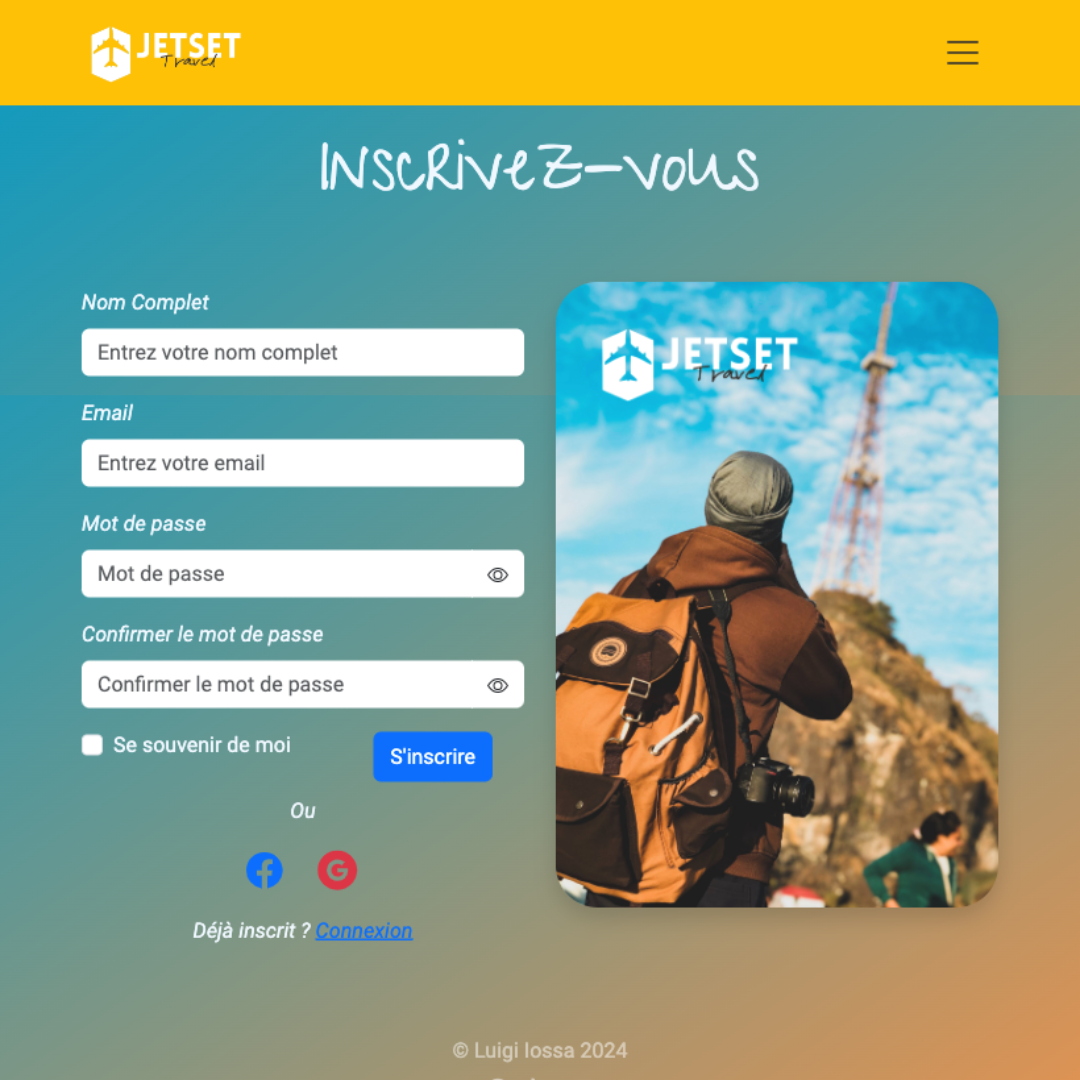 JETSET
Travel
Inscrivez-vous
Nom Complet
Entrez votre nom complet
Email
Entrez votre email
Mot de passe
Mot de passe
Confirmer le mot de passe
Confirmer le mot de passe
Se souvenir de moi
S'inscrire
Ou
Déjà inscrit ? Connexion
JETSET
Travel
© Luigi Iossa 2024